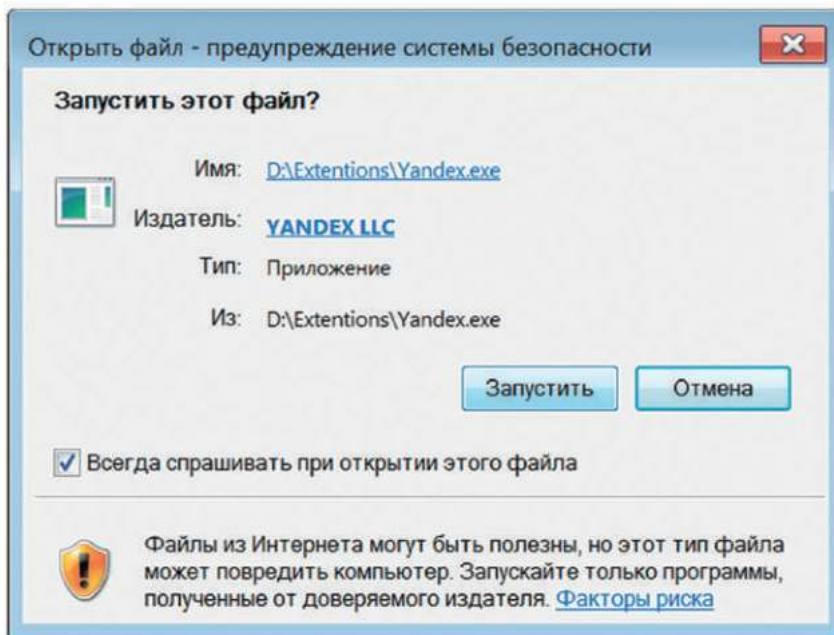 Открыть файл - предупреждение системы безопасности
Запустить этот файл?
Имя: D:\Extentions\Yandex.exe
Издатель: YANDEX LLC
Тип: Приложение
Из: D:\Extentions\Yandex.exe
Запустить Отмена
Всегда спрашивать при открытии этого файла
Файлы из Интернета могут быть полезны, но этот тип файла
может повредить компьютер. Запускайте только программы,
полученные от доверяемого издателя. Факторы риска